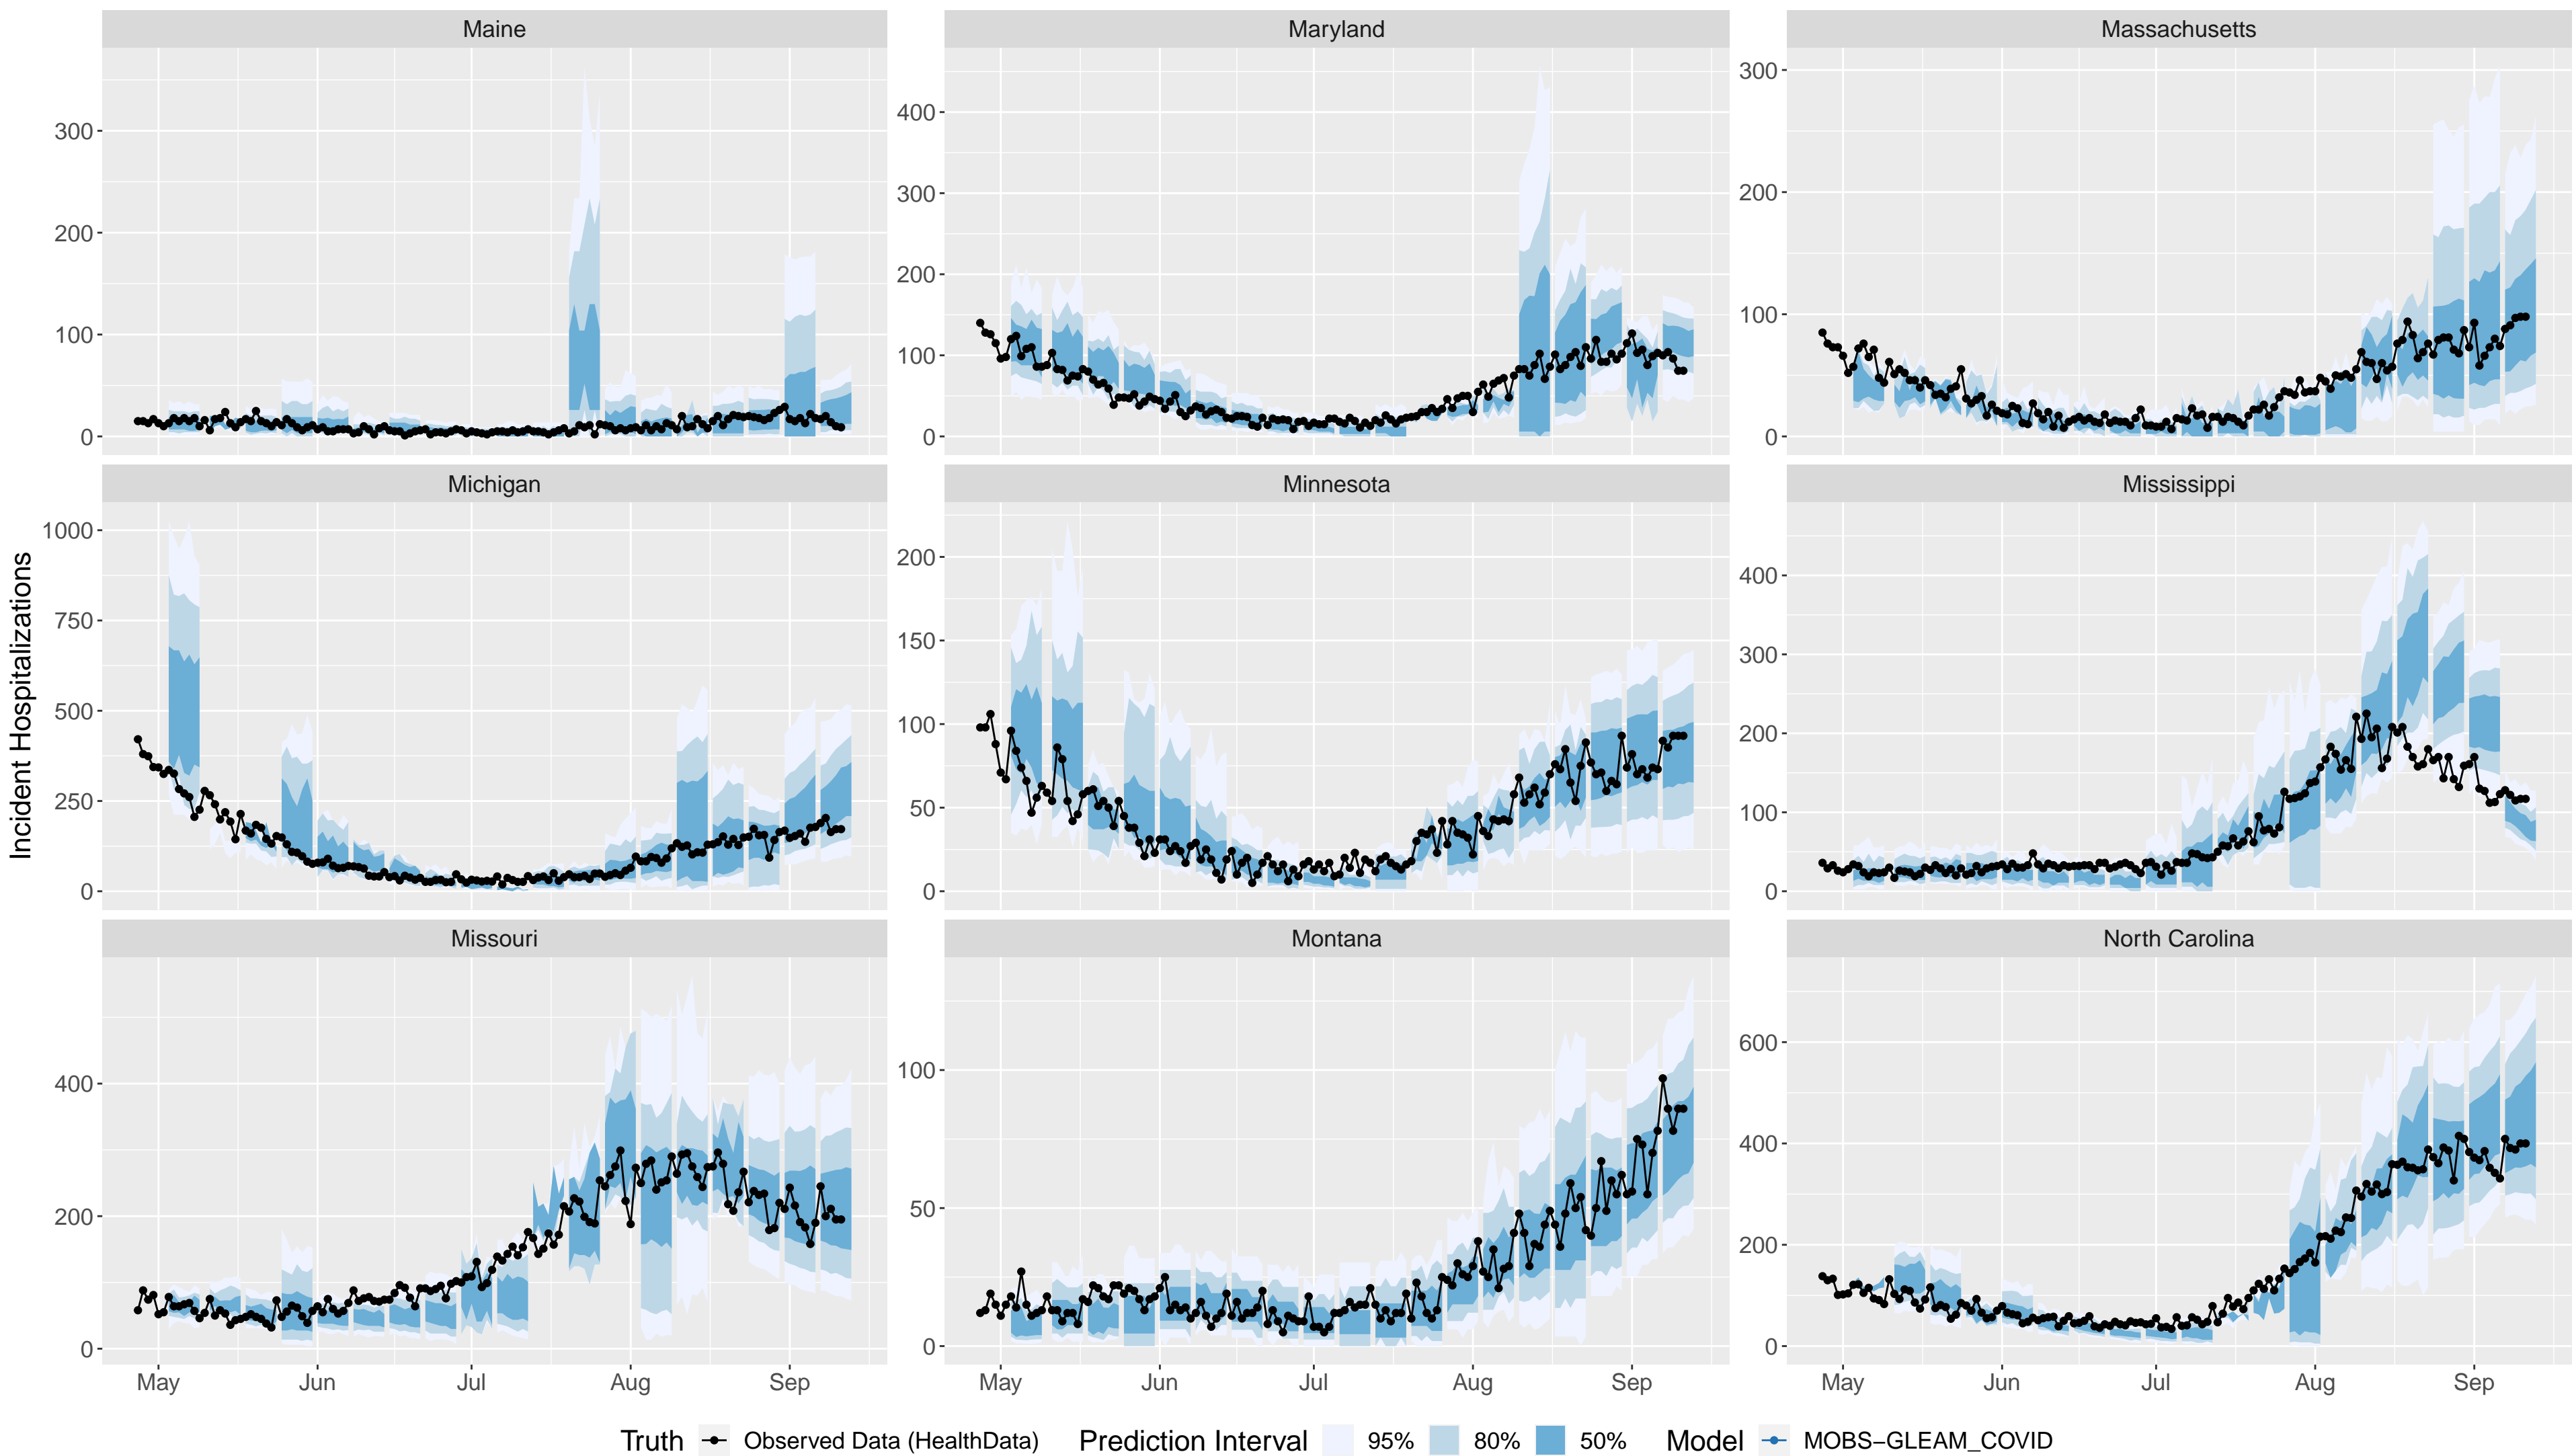 Maine
Maryland
Massachusetts
300
200
100
0
400
300
200
100
0
300
200
100
0
Michigan
Minnesota
Mississippi
Incident Hospitalizations
1000
750
500
250
0
200
150
100
50
0
400
300
200
100
0
Missouri
Montana
North Carolina
400
200
0
100
50
0
600
400
200
0
May Jun Jul Aug Sep
May Jun Jul Aug Sep
May Jun Jul Aug Sep
Truth Observed Data (HealthData) Prediction Interval 95% 80% 50% Model MOBS−GLEAM_COVID